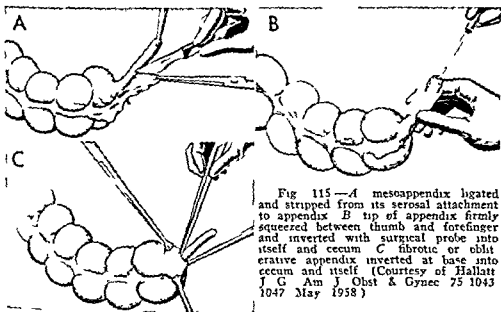 A
B
C
Fig 115—A mesoappendix ligated
and stripped from its serosal attachment
to appendix B tip of appendix firmly
squeezed between thumb and forefinger
and inverted with surgical probe into
itself and cecum C fibrotic or oblit
erative appendix inverted at base into
cecum and itself (Courtesy of Hallatt
J G Am J Obst & Gynec 75 1043
1047 May 1958)